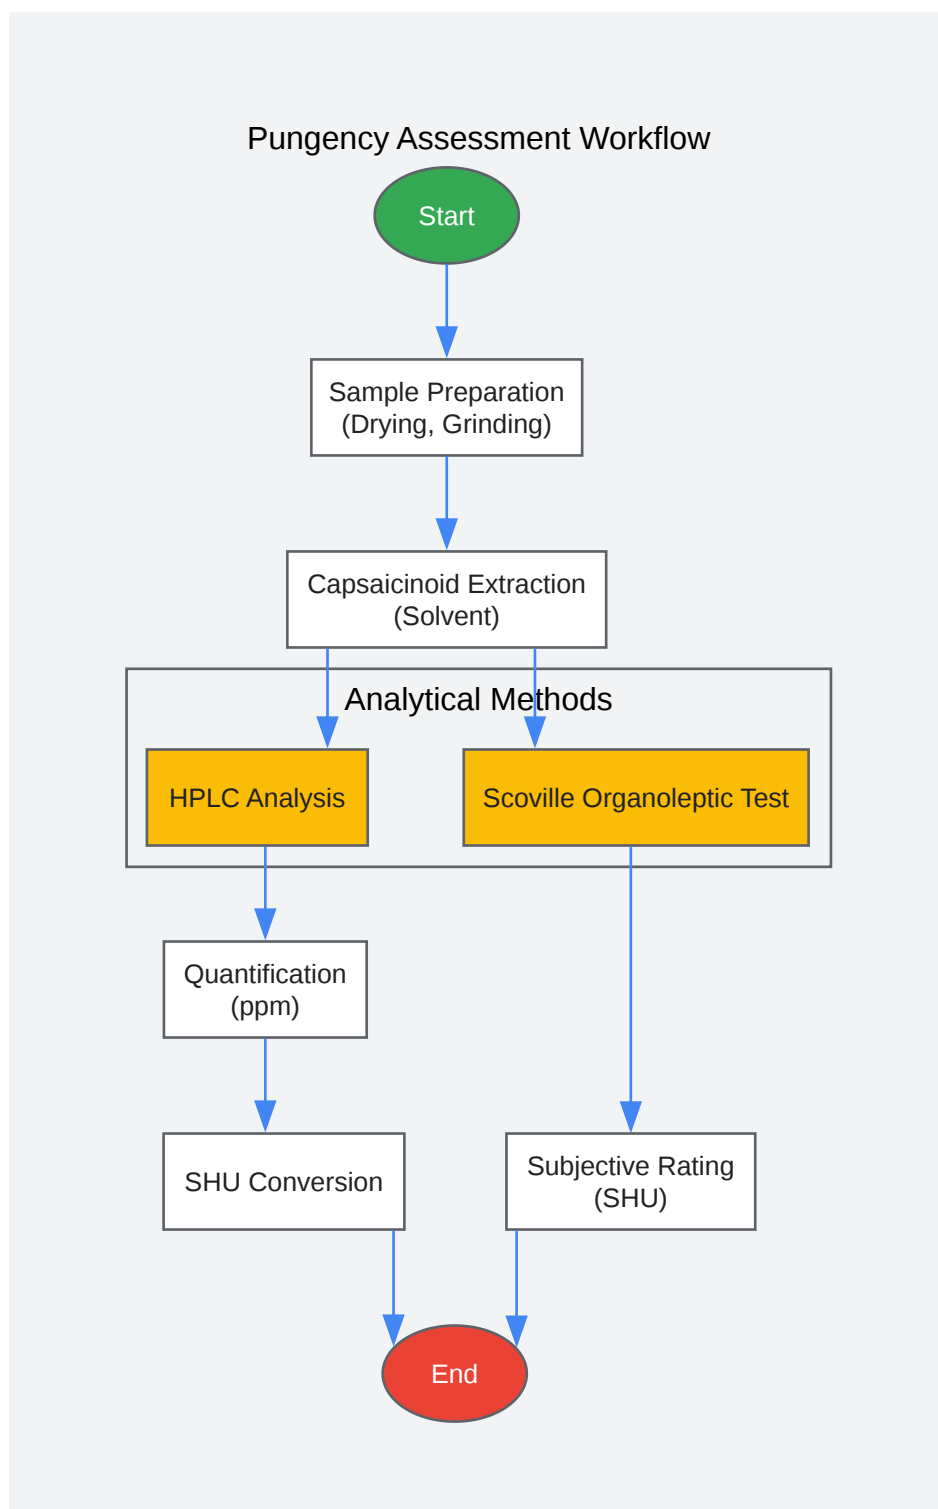 Pungency Assessment Workflow
Start
Sample Preparation
(Drying, Grinding)
Capsaicinoid Extraction
(Solvent)
Analytical Methods
HPLC Analysis
Scoville Organoleptic Test
Quantification
(ppm)
SHU Conversion
Subjective Rating
(SHU)
End